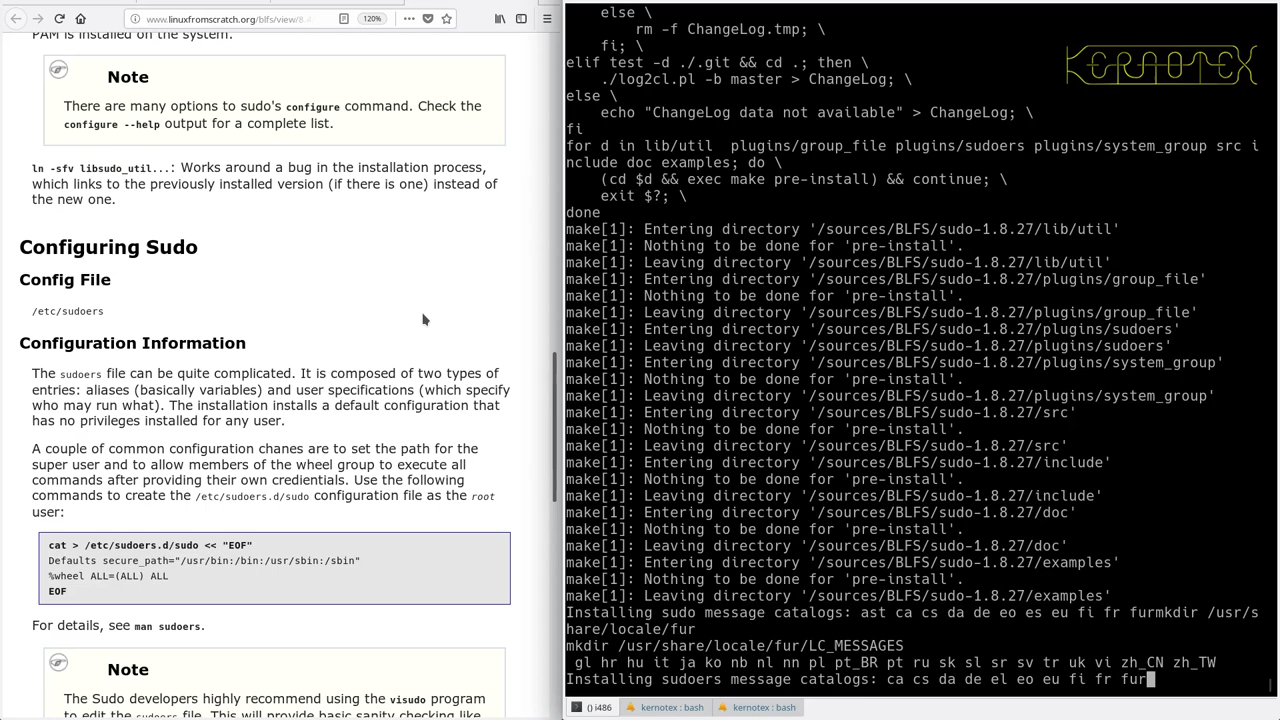 www.linuxfromscratch.org/blfs/view/8.
120%
PAM is installed on the system.
Note
There are many options to sudo's configure command. Check the
configure --help output for a complete list.
ln -sfv libsudo_util...: Works around a bug in the installation process,
which links to the previously installed version (if there is one) instead of
the new one.
Configuring Sudo
Config File
/etc/sudoers
Configuration Information
The sudoers file can be quite complicated. It is composed of two types of
entries: aliases (basically variables) and user specifications (which specify
who may run what). The installation installs a default configuration that
has no privileges installed for any user.
A couple of common configuration chanes are to set the path for the
super user and to allow members of the wheel group to execute all
commands after providing their own credentials. Use the following
commands to create the /etc/sudoers.d/sudo configuration file as the root
user:
cat > /etc/sudoers.d/sudo << "EOF"
Defaults secure_path="/usr/bin:/bin:/usr/sbin:/sbin"
%wheel ALL=(ALL) ALL
EOF
For details, see man sudoers.
Note
The Sudo developers highly recommend using the visudo program
to edit the sudoers file. This will provide basic sanity checking like
else \
rm -f ChangeLog.tmp; \
fi; \
elif test -d ./.git && cd .; then \
./log2cl.pl -b master > ChangeLog; \
else \
echo "ChangeLog data not available" > ChangeLog; \
fi
for d in lib/util  plugins/group_file plugins/sudoers plugins/system_group src i
nclude doc examples; do \
(cd $d && exec make pre-install) && continue; \
exit $?; \
done
make[1]: Entering directory '/sources/BLFS/sudo-1.8.27/lib/util'
make[1]: Nothing to be done for 'pre-install'.
make[1]: Leaving directory '/sources/BLFS/sudo-1.8.27/lib/util'
make[1]: Entering directory '/sources/BLFS/sudo-1.8.27/plugins/group_file'
make[1]: Nothing to be done for 'pre-install'.
make[1]: Leaving directory '/sources/BLFS/sudo-1.8.27/plugins/group_file'
make[1]: Entering directory '/sources/BLFS/sudo-1.8.27/plugins/sudoers'
make[1]: Leaving directory '/sources/BLFS/sudo-1.8.27/plugins/sudoers'
make[1]: Entering directory '/sources/BLFS/sudo-1.8.27/plugins/system_group'
make[1]: Nothing to be done for 'pre-install'.
make[1]: Leaving directory '/sources/BLFS/sudo-1.8.27/plugins/system_group'
make[1]: Entering directory '/sources/BLFS/sudo-1.8.27/src'
make[1]: Nothing to be done for 'pre-install'.
make[1]: Leaving directory '/sources/BLFS/sudo-1.8.27/src'
make[1]: Entering directory '/sources/BLFS/sudo-1.8.27/include'
make[1]: Nothing to be done for 'pre-install'.
make[1]: Leaving directory '/sources/BLFS/sudo-1.8.27/include'
make[1]: Entering directory '/sources/BLFS/sudo-1.8.27/doc'
make[1]: Nothing to be done for 'pre-install'.
make[1]: Leaving directory '/sources/BLFS/sudo-1.8.27/doc'
make[1]: Entering directory '/sources/BLFS/sudo-1.8.27/examples'
make[1]: Nothing to be done for 'pre-install'.
make[1]: Leaving directory '/sources/BLFS/sudo-1.8.27/examples'
Installing sudo message catalogs: ast ca cs da de eo es eu fi fr furmkdir /usr/s
hare/locale/fur
mkdir /usr/share/locale/fur/LC_MESSAGES
gl hr hu it ja ko nb nl nn pl pt_BR pt ru sk sl sr sv tr uk vi zh_CN zh_TW
Installing sudoers message catalogs: ca cs da de el eo eu fi fr fur
KERNOTEX
() i486
kernotex : bash
kernotex : bash